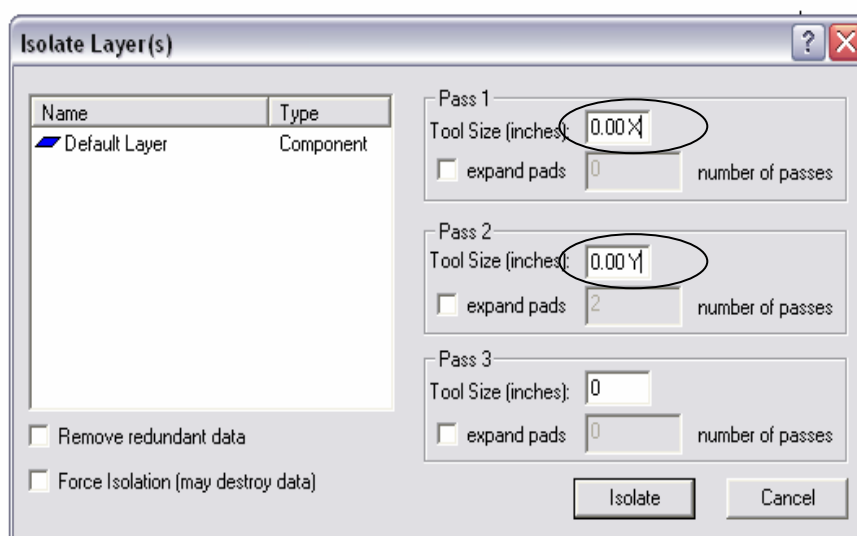 Isolate Layer(s)
Name Type
Default Layer Component
Remove redundant data
Force Isolation (may destroy data)
Pass 1
Tool Size (inches): 0.00X
expand pads 0 number of passes
Pass 2
Tool Size (inches): 0.00Y
expand pads 2 number of passes
Pass 3
Tool Size (inches): 0
expand pads 0 number of passes
Isolate Cancel